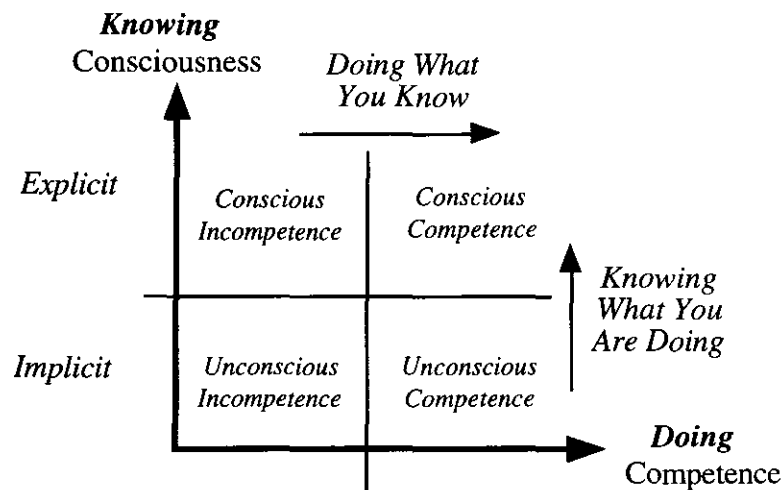 Knowing
Consciousness
Doing What
You Know
Explicit
Conscious
Incompetence
Conscious
Competence
Knowing
What You
Are Doing
Implicit
Unconscious
Incompetence
Unconscious
Competence
Doing
Competence